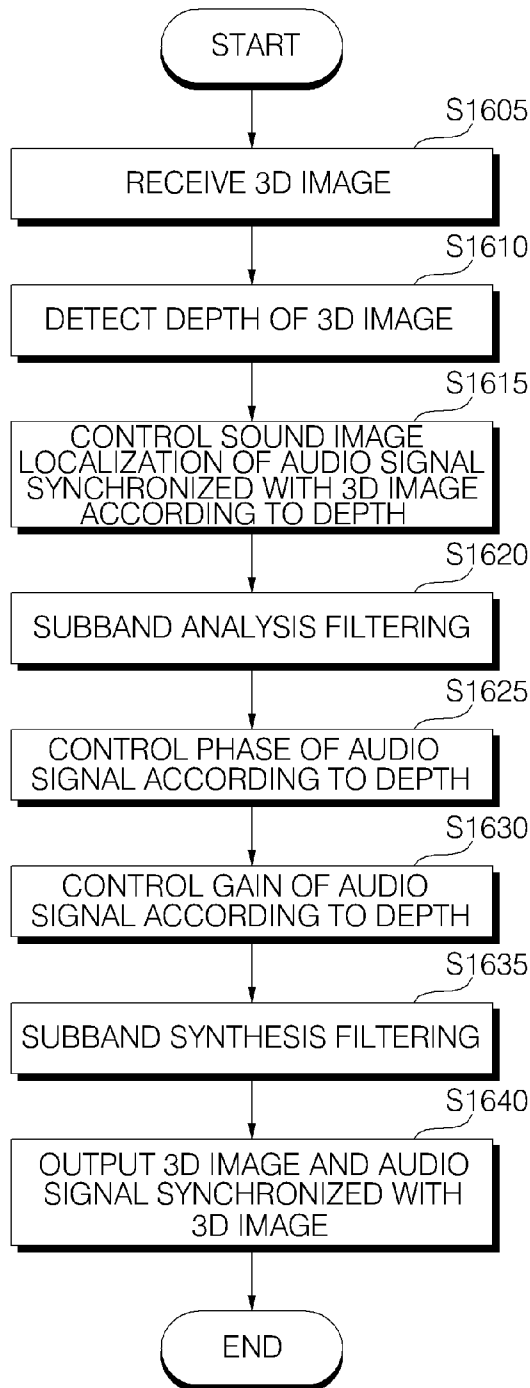 START
S1605
RECEIVE 3D IMAGE
S1610
DETECT DEPTH OF 3D IMAGE
S1615
CONTROL SOUND IMAGE
LOCALIZATION OF AUDIO SIGNAL
SYNCHRONIZED WITH 3D IMAGE
ACCORDING TO DEPTH
S1620
SUBBAND ANALYSIS FILTERING
S1625
CONTROL PHASE OF AUDIO
SIGNAL ACCORDING TO DEPTH
S1630
CONTROL GAIN OF AUDIO
SIGNAL ACCORDING TO DEPTH
S1635
SUBBAND SYNTHESIS FILTERING
S1640
OUTPUT 3D IMAGE AND AUDIO
SIGNAL SYNCHRONIZED WITH
3D IMAGE
END